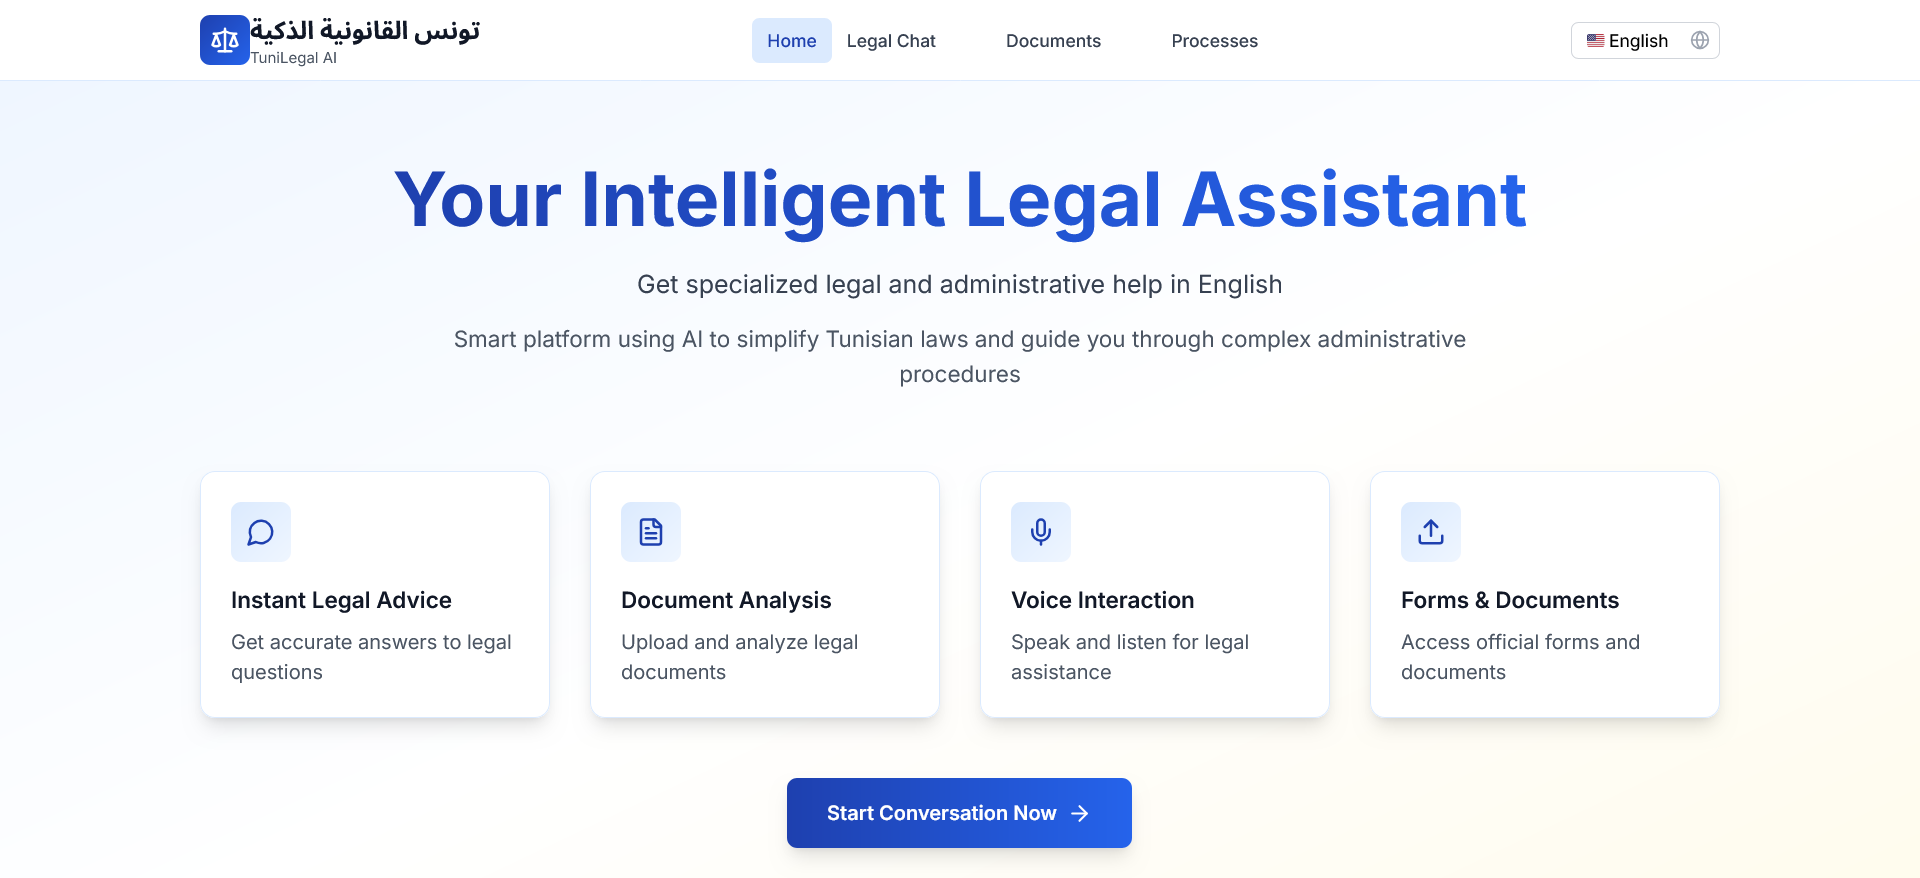 تونس القانونية الذكية
TuniLegal AI
Home
Legal Chat
Documents
Processes
English
Your Intelligent Legal Assistant
Get specialized legal and administrative help in English
Smart platform using AI to simplify Tunisian laws and guide you through complex administrative
procedures
Instant Legal Advice
Get accurate answers to legal
questions
Document Analysis
Upload and analyze legal
documents
Voice Interaction
Speak and listen for legal
assistance
Forms & Documents
Access official forms and
documents
Start Conversation Now